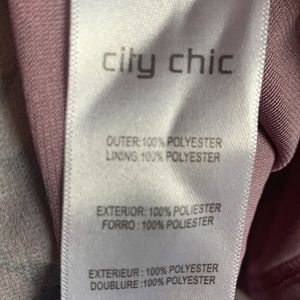 city chic
OUTER:100% POLYESTER
LINING:100% POLYESTER
EXTERIOR:100% POLIESTER
FORRO : 100% POLIESTER
EXTERIEUR : 100% POLYESTER
DOUBLURE : 100% POLYESTER